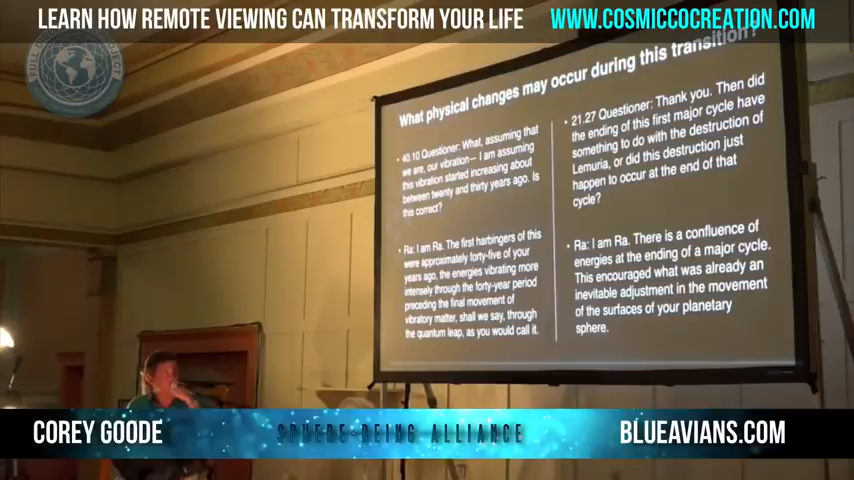 LEARN HOW REMOTE VIEWING CAN TRANSFORM YOUR LIFE WWW.COSMICCOCREATION.COM
What physical changes may occur during this transition?
• 40.10 Questioner: What, assuming that
we are, our vibration— I am assuming
this vibration started increasing about
between twenty and thirty years ago. Is
this correct?
• Ra: I am Ra. The first harbingers of this
were approximately forty-five of your
years ago, the energies vibrating more
intensely through the forty-year period
preceding the final movement of
vibratory matter, shall we say, through
the quantum leap, as you would call it.
• 21.27 Questioner: Thank you. Then did
the ending of this first major cycle have
something to do with the destruction of
Lemuria, or did this destruction just
happen to occur at the end of that
cycle?
• Ra: I am Ra. There is a confluence of
energies at the ending of a major cycle.
This encouraged what was already an
inevitable adjustment in the movement
of the surfaces of your planetary
sphere.
COREY GOODE
SPHERE-BEING ALLIANCE
BLUEAVIANS.COM